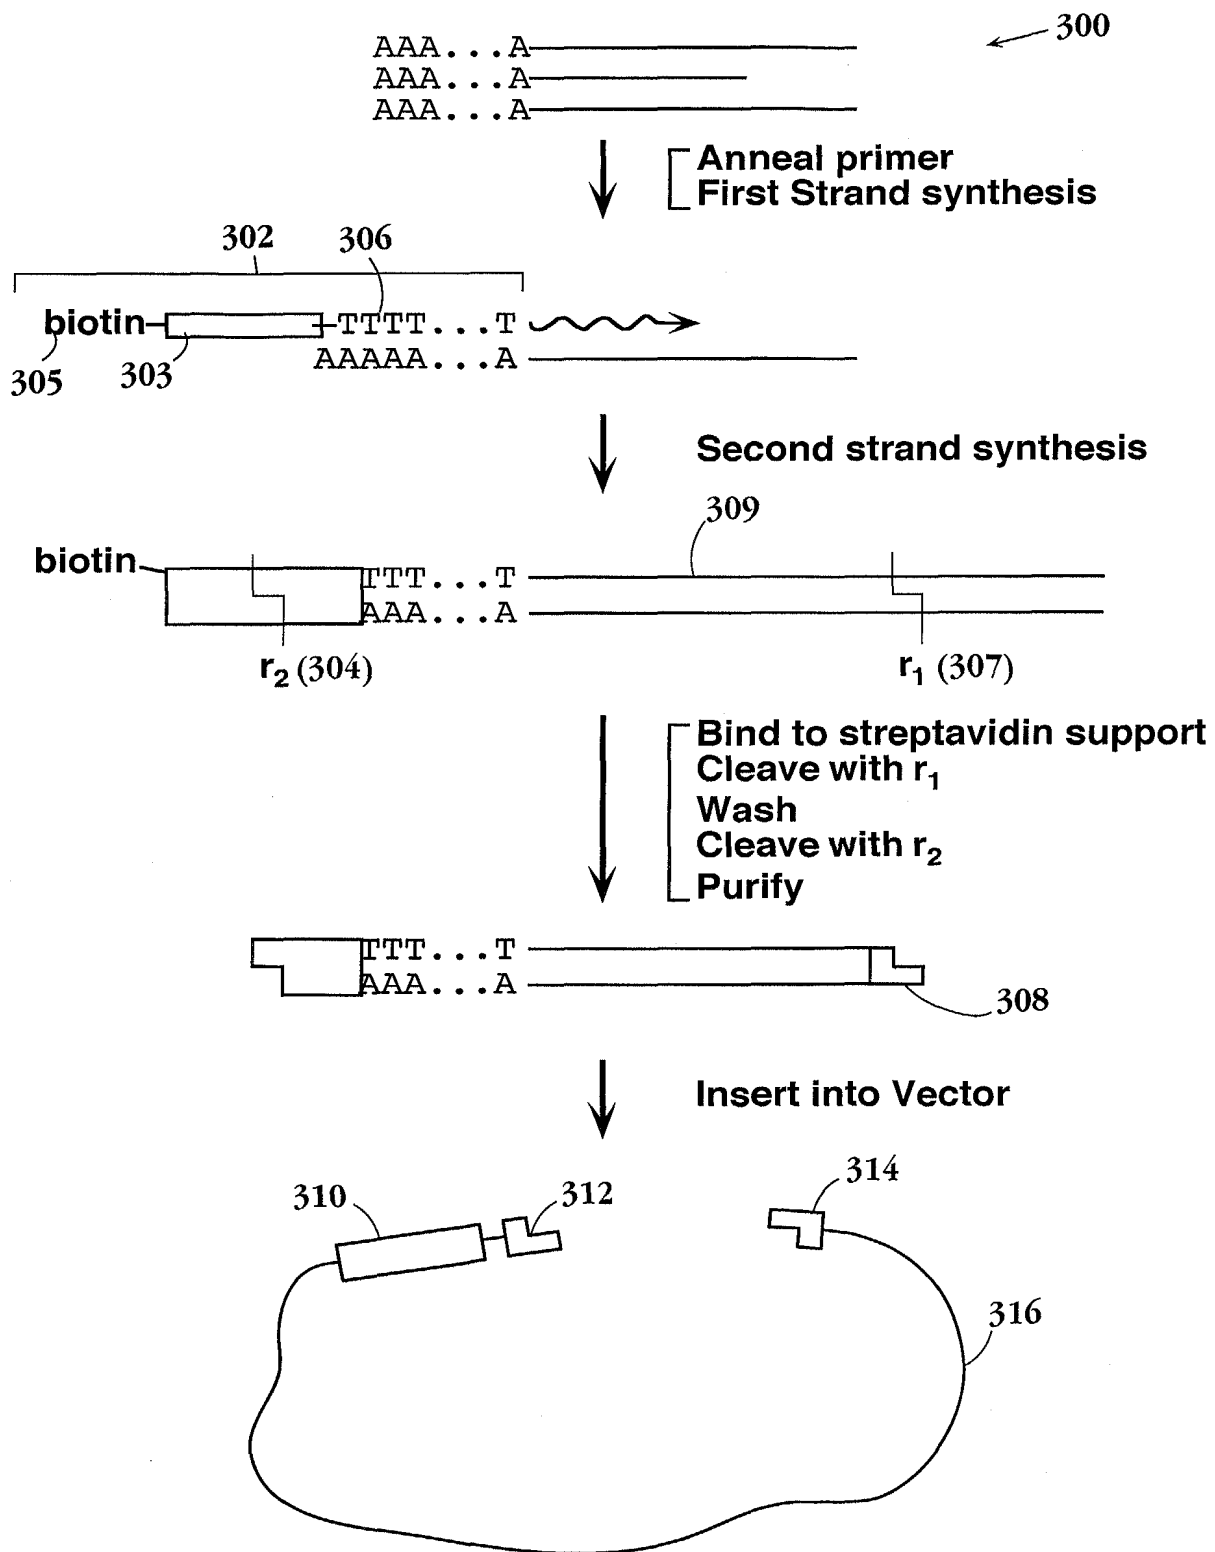 300
AAA...A
AAA...A
AAA...A
Anneal primer
First Strand synthesis
302
306
biotin
TTTT...T
AAAAA...A
305
303
Second strand synthesis
309
biotin
TTT...T
AAA...A
r2 (304)
r1 (307)
Bind to streptavidin support
Cleave with r1
Wash
Cleave with r2
Purify
TTT...T
AAA...A
308
Insert into Vector
310
312
314
316